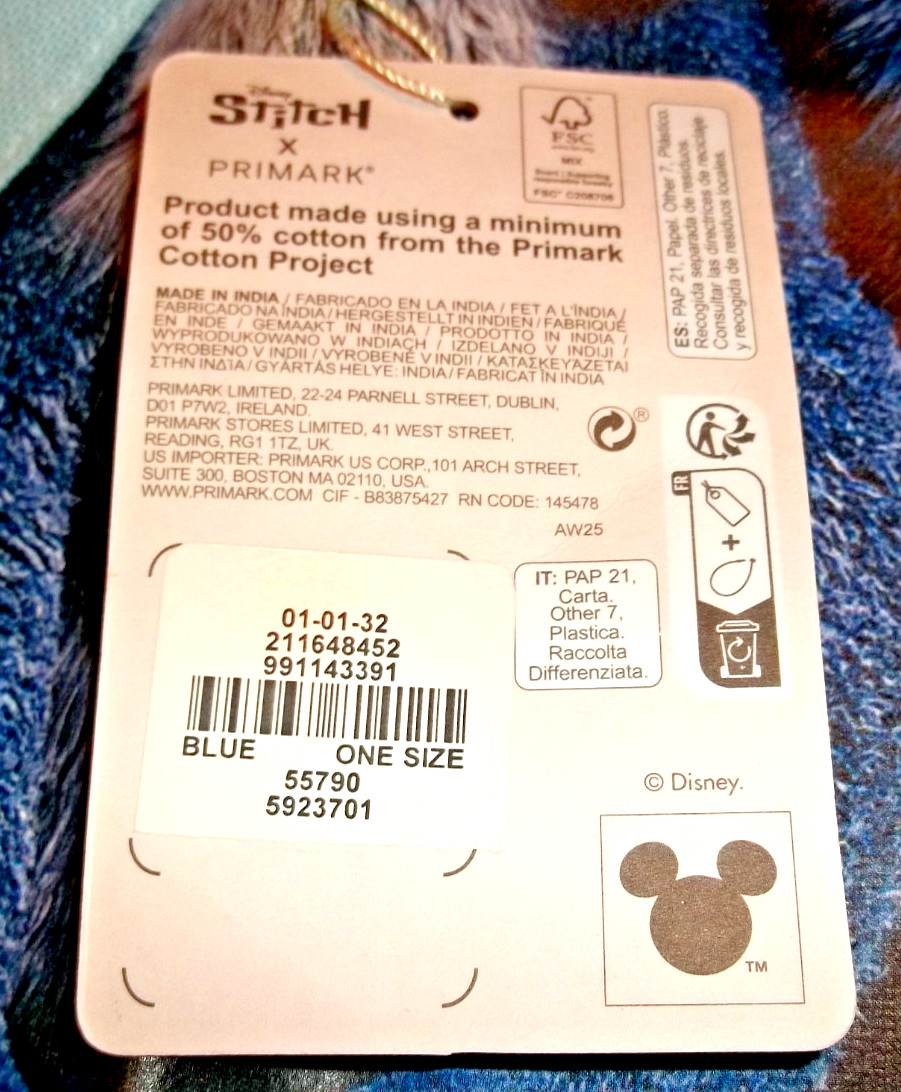 Disney
STITCH
X
PRIMARK®
FSC
MIX
FSC® C208706
Product made using a minimum
of 50% cotton from the Primark
Cotton Project
MADE IN INDIA / FABRICADO EN LA INDIA / FET A L'ÍNDIA /
FABRICADO NA ÍNDIA / HERGESTELLT IN INDIEN / FABRIQUÉ
EN INDE / GEMAAKT IN INDIA / PRODOTTO IN INDIA /
WYPRODUKOWANO W INDIACH / IZDELANO V INDIJI /
VYROBENO V INDII / VYROBENÉ V INDII / ΚΑΤΑΣΚΕΥΑΖΕΤΑΙ
ΣΤΗΝ ΙΝΔΙΑ / GYÁRTÁS HELYE: INDIA / FABRICAT ÎN INDIA
PRIMARK LIMITED, 22-24 PARNELL STREET, DUBLIN,
D01 P7W2, IRELAND.
PRIMARK STORES LIMITED, 41 WEST STREET,
READING, RG1 1TZ, UK.
US IMPORTER: PRIMARK US CORP.,101 ARCH STREET,
SUITE 300, BOSTON MA 02110, USA.
WWW.PRIMARK.COM CIF - B83875427 RN CODE: 145478
AW25
®
ES: PAP 21, Papel. Other 7, Plastico.
Recogida separada de residuos.
Consultar las directrices de reciclaje
y recogida de residuos locales.
FR
+
IT: PAP 21,
Carta.
Other 7,
Plastica.
Raccolta
Differenziata.
01-01-32
211648452
991143391
BLUE ONE SIZE
55790
5923701
© Disney.
TM